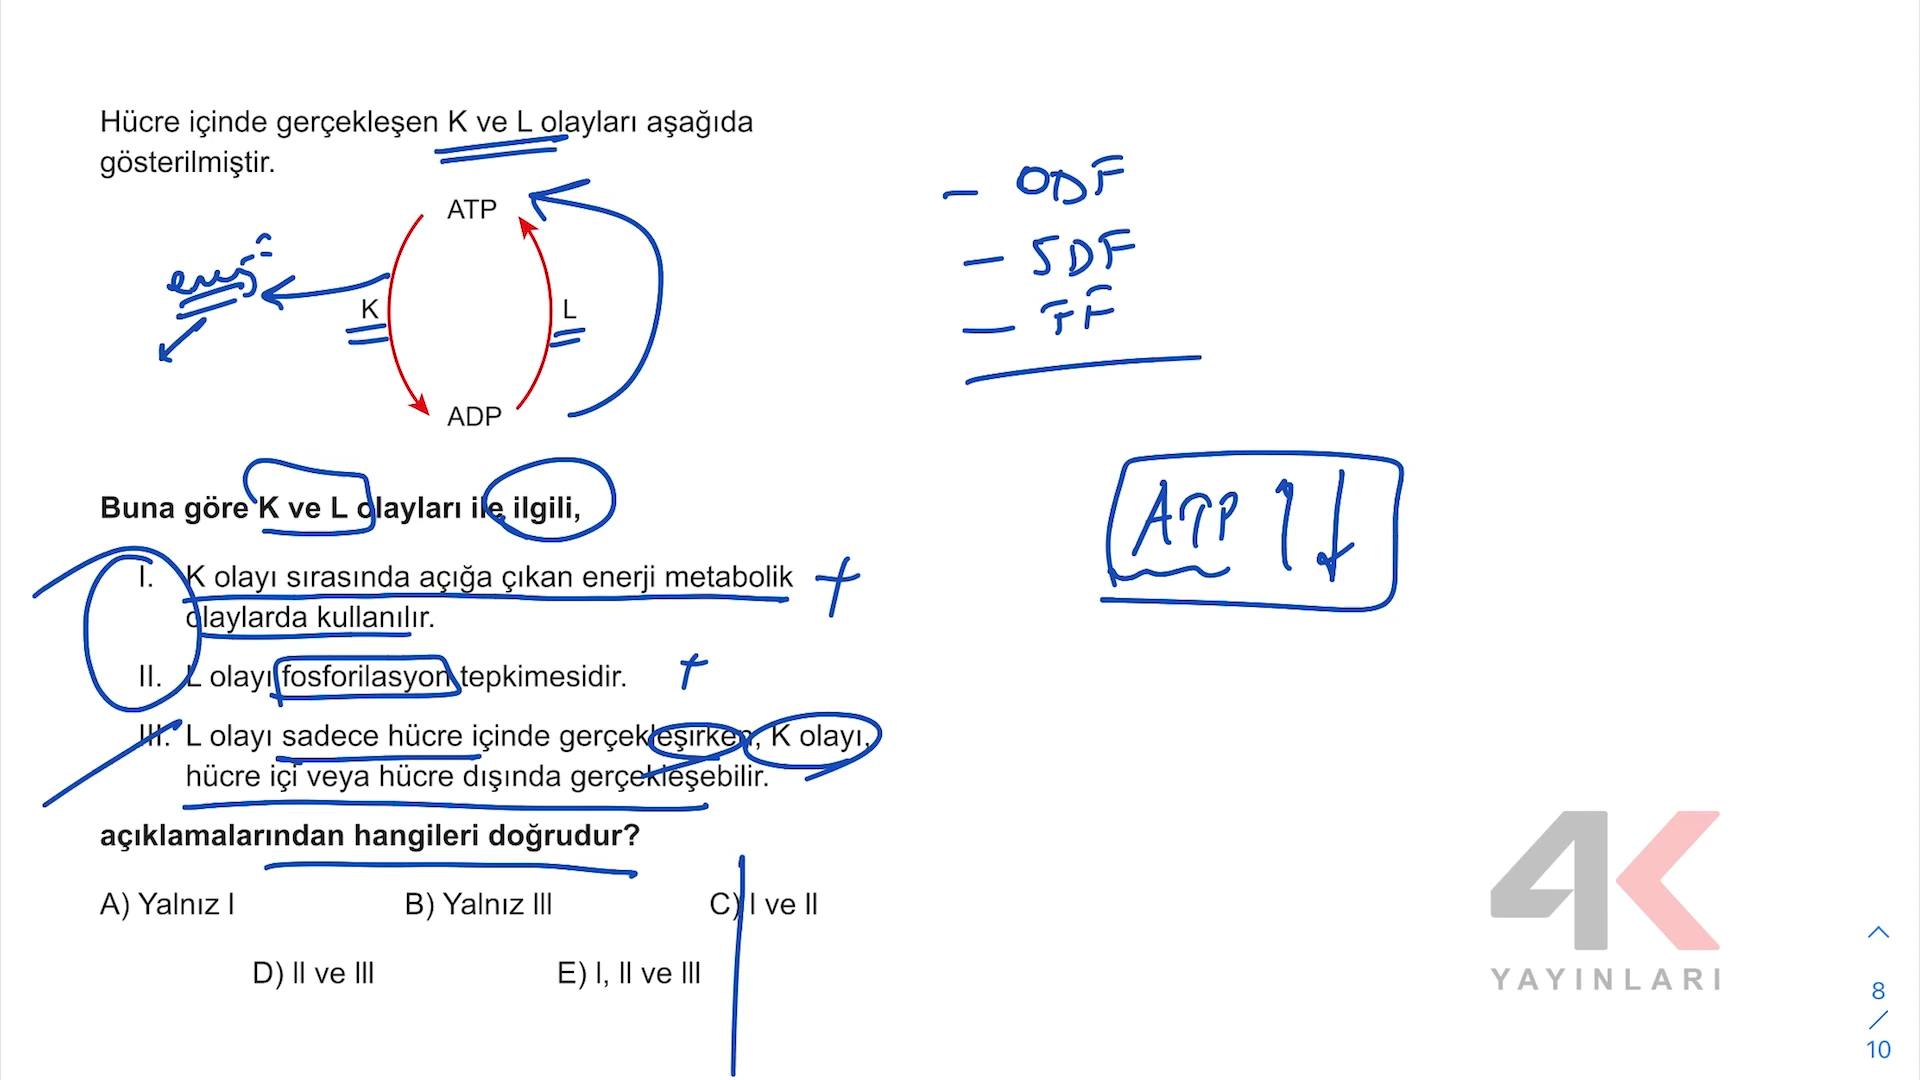 Hücre içinde gerçekleşen K ve L olayları aşağıda
gösterilmiştir.
ATP
K
L
ADP
Buna göre K ve L olayları ile ilgili,
I. K olayı sırasında açığa çıkan enerji metabolik
olaylarda kullanılır.
II. L olayı fosforilasyon tepkimesidir.
III. L olayı sadece hücre içinde gerçekleşirken, K olayı,
hücre içi veya hücre dışında gerçekleşebilir.
açıklamalarından hangileri doğrudur?
A) Yalnız I B) Yalnız III C) I ve II
D) II ve III E) I, II ve III
- ODF
- SDF
- FF
ATP
4K
YAYINLARI
8
/
10